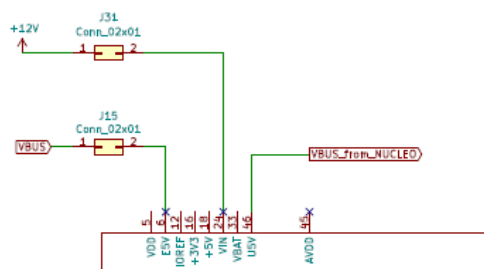 J31
+12V
Conn_02x01
1 2
J15
Conn_02x01
VBUS
1 2
VBUS_from_NUCLEO
5 6 12 16 18 24 33 46 45
VDD E5V IOREF +3V3 +5V VIN VBAT U5V AVDD